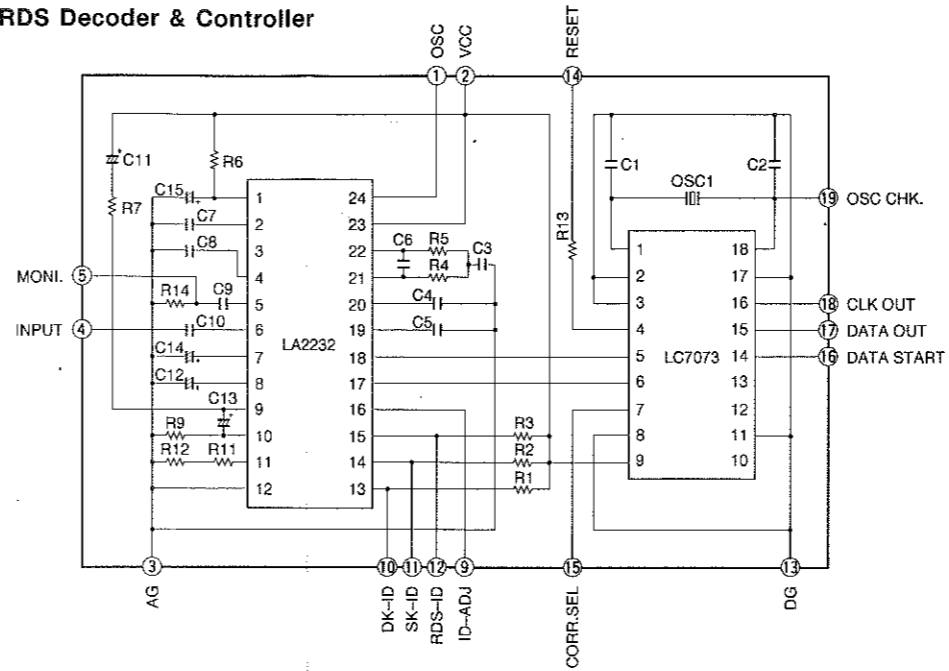 RDS Decoder & Controller
OSC
VCC
RESET
1
2
14
C11
R6
C1
C2
OSC1
R7
C15
1
24
19 OSC CHK.
C7
2
23
R13
C8
3
22
C6
R5
C3
1
18
4
21
R4
2
17
MONI. 5
R14
C9
5
20
C4
3
16
18 CLK OUT
INPUT 4
C10
6
19
C5
4
15
17 DATA OUT
C14
7
LA2232
18
5
LC7073
14
16 DATA START
C12
8
17
6
13
C13
9
16
7
12
R9
10
15
R3
8
11
R12
R11
11
14
R2
9
10
12
13
R1
3
10
11
12
9
15
13
AG
DK-ID
SK-ID
RDS-ID
ID-ADJ
CORR.SEL
DG